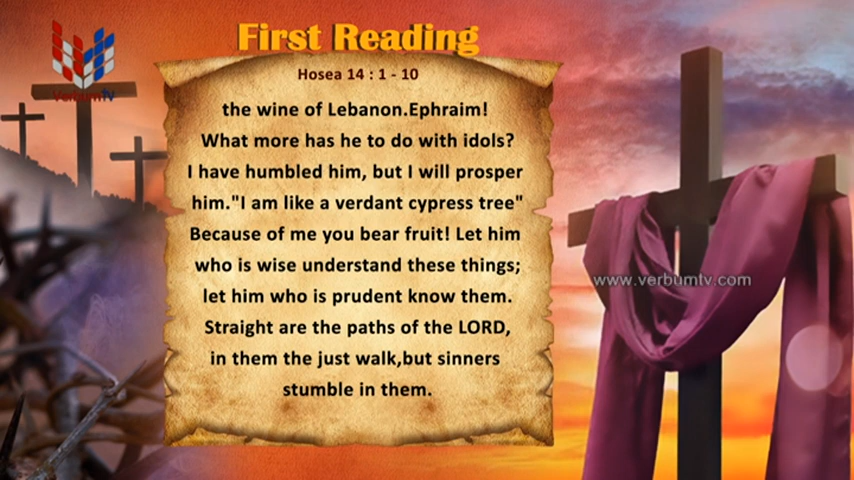 First Reading
Hosea 14 : 1 - 10
the wine of Lebanon.Ephraim!
What more has he to do with idols?
I have humbled him, but I will prosper
him."I am like a verdant cypress tree"
Because of me you bear fruit! Let him
who is wise understand these things;
let him who is prudent know them.
Straight are the paths of the LORD,
in them the just walk,but sinners
stumble in them.
VerbumTV
www.verbumtv.com